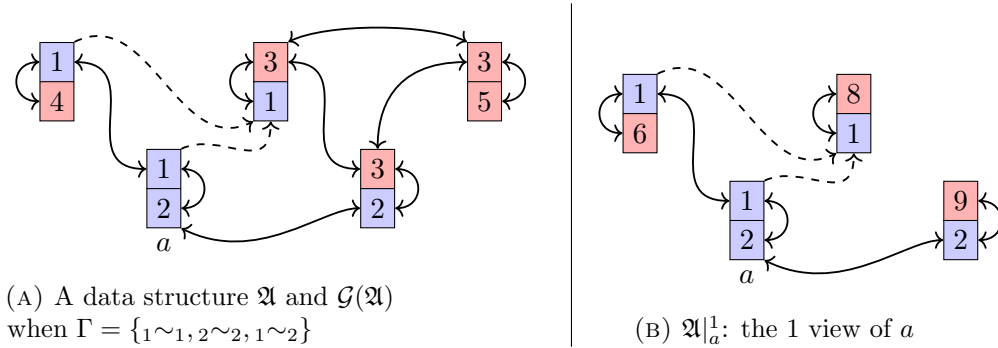 1 3 3
4 1 5
1 3
2 2
a
(A) A data structure 𝔄 and 𝒢(𝔄)
when Γ = {₁∼₁, ₂∼₂, ₁∼₂}
1 8
6 1
1 9
2 2
a
(B) 𝔄|¹ₐ: the 1 view of a